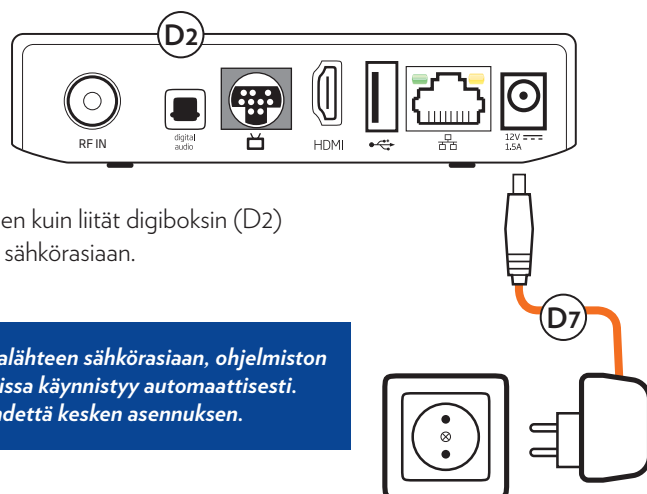 D2
RF IN
digital
audio
HDMI
12V
1.5A
en kuin liität digiboksin (D2)
sähkörasiaan.
D7
alähteen sähkörasiaan, ohjelmiston
issa käynnistyy automaattisesti.
hdettä kesken asennuksen.